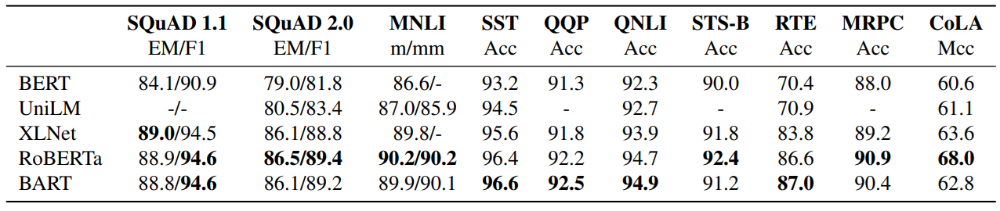 SQuAD 1.1 SQuAD 2.0 MNLI SST QQP QNLI STS-B RTE MRPC CoLA
EM/F1 EM/F1 m/mm Acc Acc Acc Acc Acc Acc Mcc
BERT 84.1/90.9 79.0/81.8 86.6/- 93.2 91.3 92.3 90.0 70.4 88.0 60.6
UniLM -/- 80.5/83.4 87.0/85.9 94.5 - 92.7 - 70.9 - 61.1
XLNet 89.0/94.5 86.1/88.8 89.8/- 95.6 91.8 93.9 91.8 83.8 89.2 63.6
RoBERTa 88.9/94.6 86.5/89.4 90.2/90.2 96.4 92.2 94.7 92.4 86.6 90.9 68.0
BART 88.8/94.6 86.1/89.2 89.9/90.1 96.6 92.5 94.9 91.2 87.0 90.4 62.8